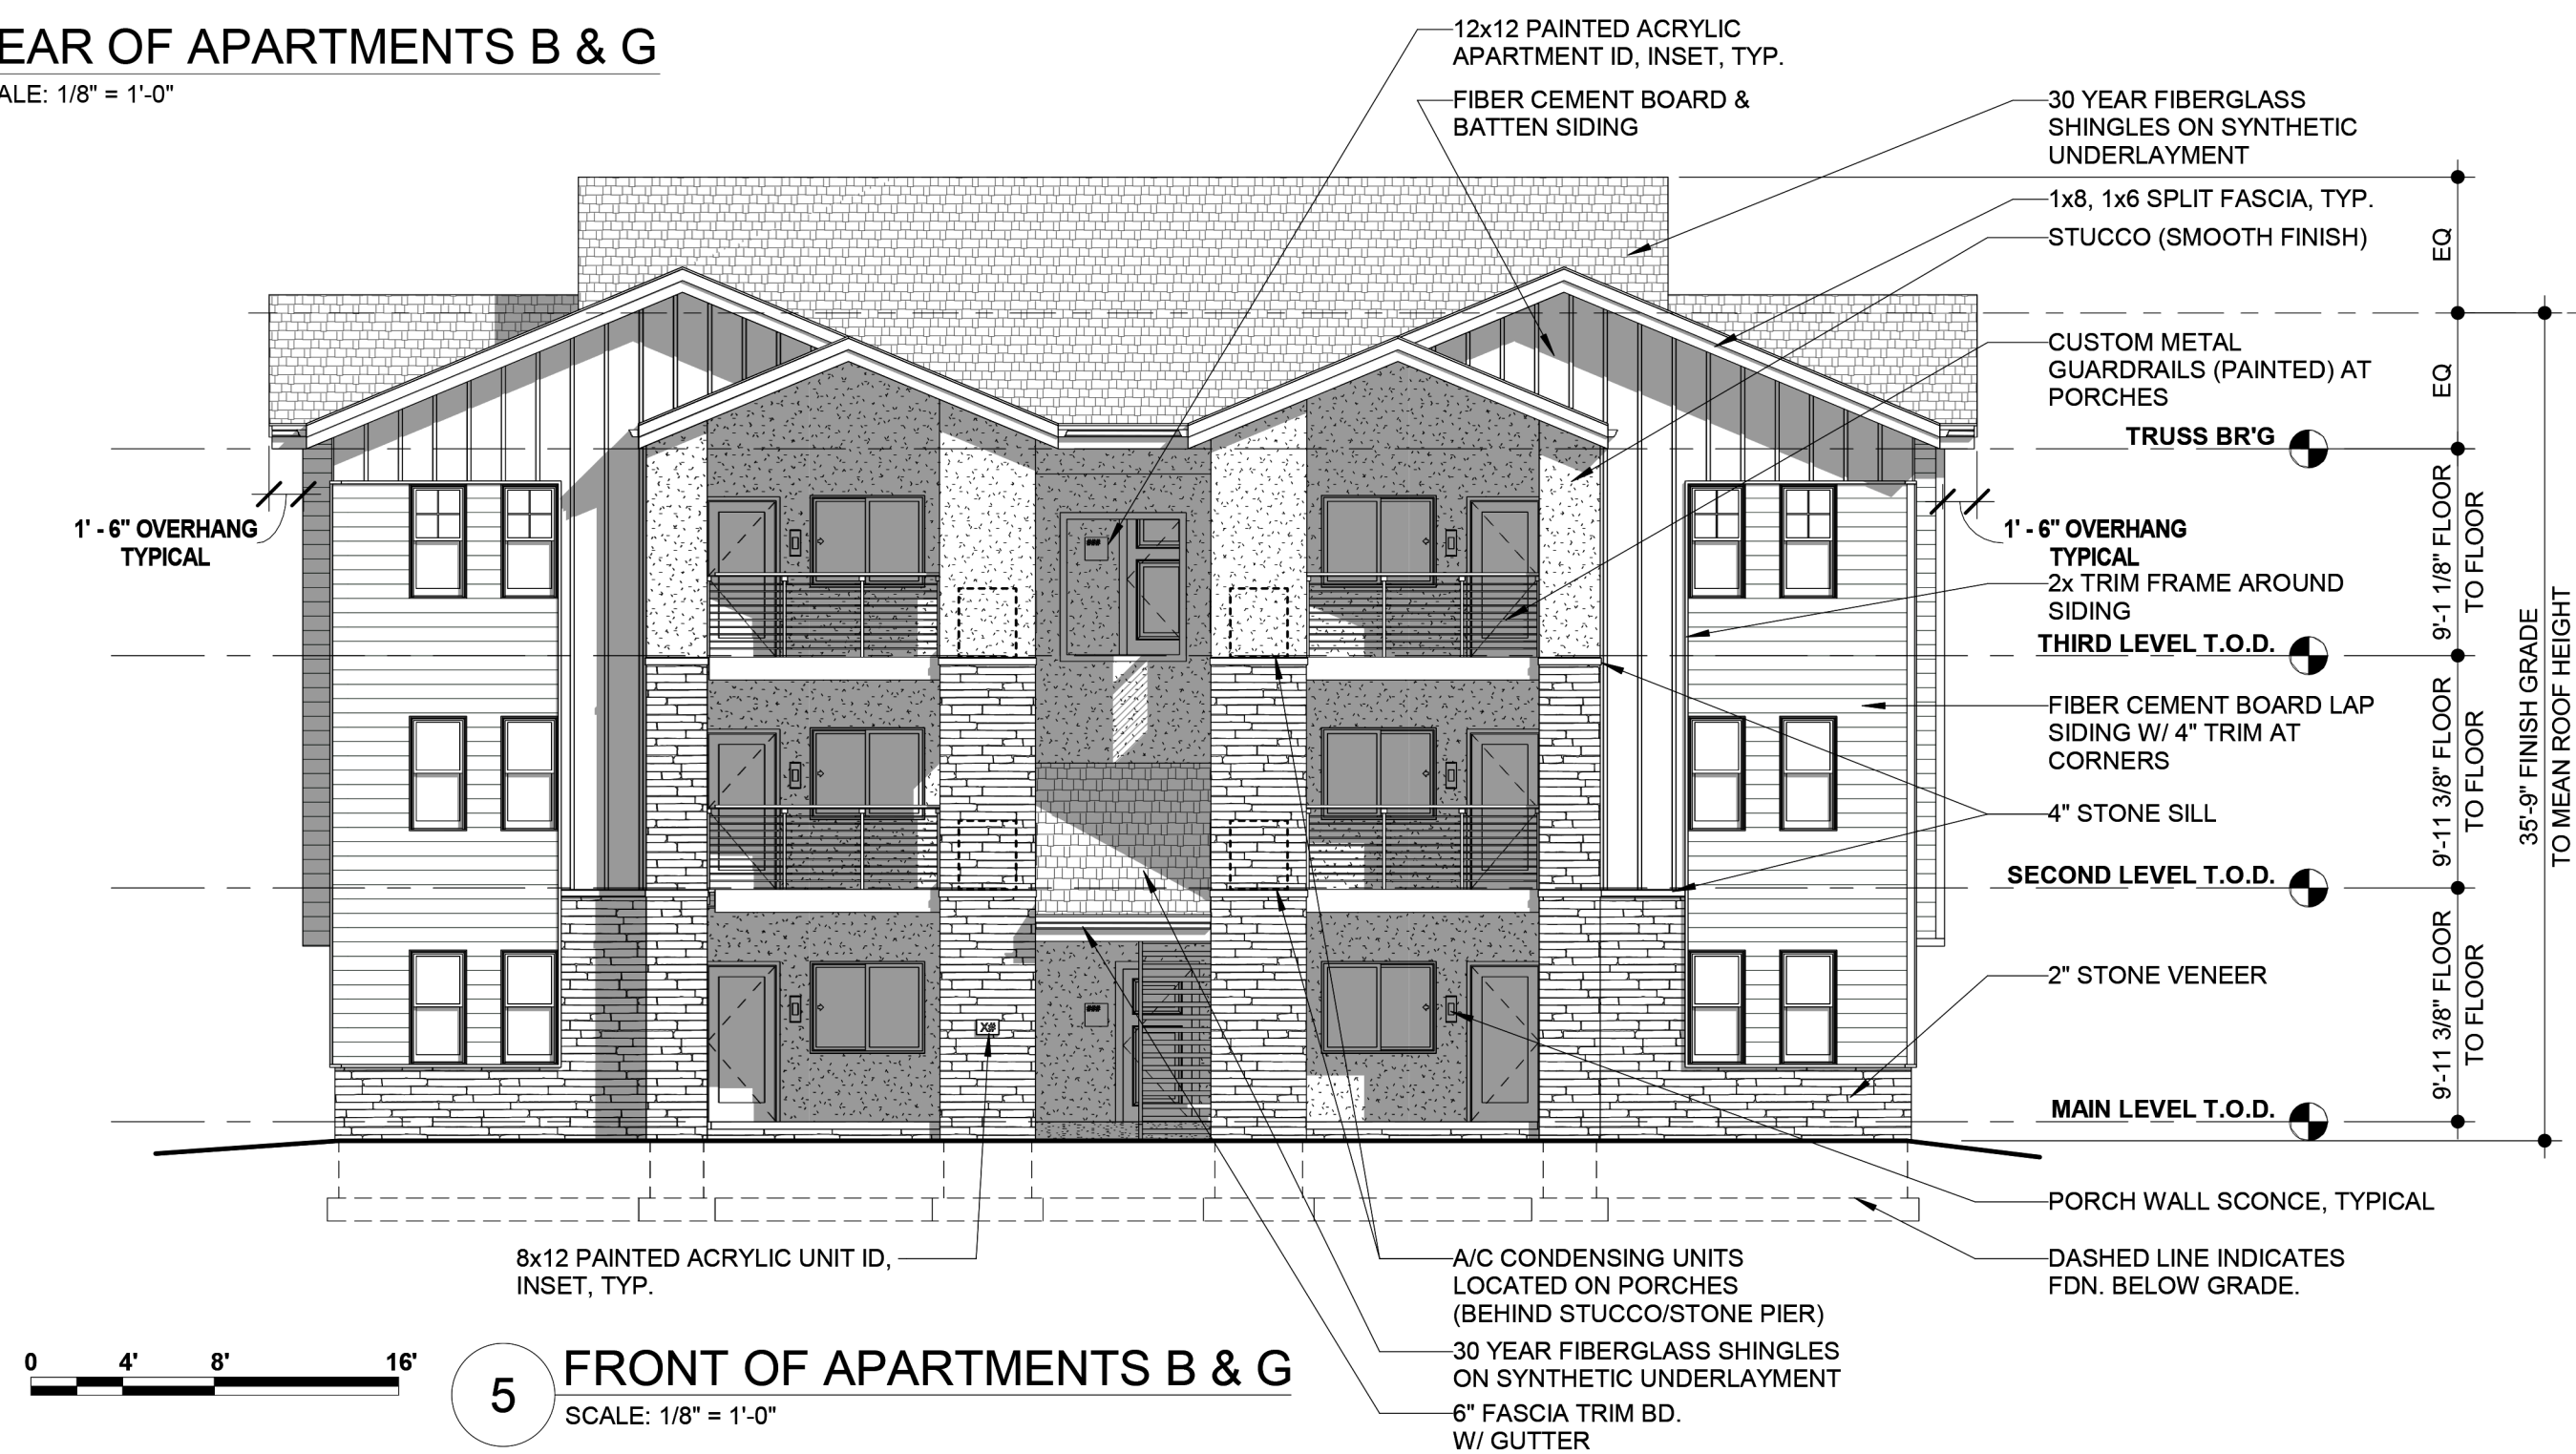 EAR OF APARTMENTS B & G
ALE: 1/8" = 1'-0"
12x12 PAINTED ACRYLIC
APARTMENT ID, INSET, TYP.
FIBER CEMENT BOARD &
BATTEN SIDING
30 YEAR FIBERGLASS
SHINGLES ON SYNTHETIC
UNDERLAYMENT
1x8, 1x6 SPLIT FASCIA, TYP.
STUCCO (SMOOTH FINISH)
CUSTOM METAL
GUARDRAILS (PAINTED) AT
PORCHES
TRUSS BR'G
1' - 6" OVERHANG
TYPICAL
1' - 6" OVERHANG
TYPICAL
2x TRIM FRAME AROUND
SIDING
THIRD LEVEL T.O.D.
FIBER CEMENT BOARD LAP
SIDING W/ 4" TRIM AT
CORNERS
4" STONE SILL
SECOND LEVEL T.O.D.
2" STONE VENEER
MAIN LEVEL T.O.D.
PORCH WALL SCONCE, TYPICAL
DASHED LINE INDICATES
FDN. BELOW GRADE.
EQ
EQ
9'-1 1/8" FLOOR
TO FLOOR
9'-11 3/8" FLOOR
TO FLOOR
9'-11 3/8" FLOOR
TO FLOOR
35'-9" FINISH GRADE
TO MEAN ROOF HEIGHT
###
###
X#
8x12 PAINTED ACRYLIC UNIT ID,
INSET, TYP.
A/C CONDENSING UNITS
LOCATED ON PORCHES
(BEHIND STUCCO/STONE PIER)
30 YEAR FIBERGLASS SHINGLES
ON SYNTHETIC UNDERLAYMENT
6" FASCIA TRIM BD.
W/ GUTTER
0 4' 8' 16'
5
FRONT OF APARTMENTS B & G
SCALE: 1/8" = 1'-0"